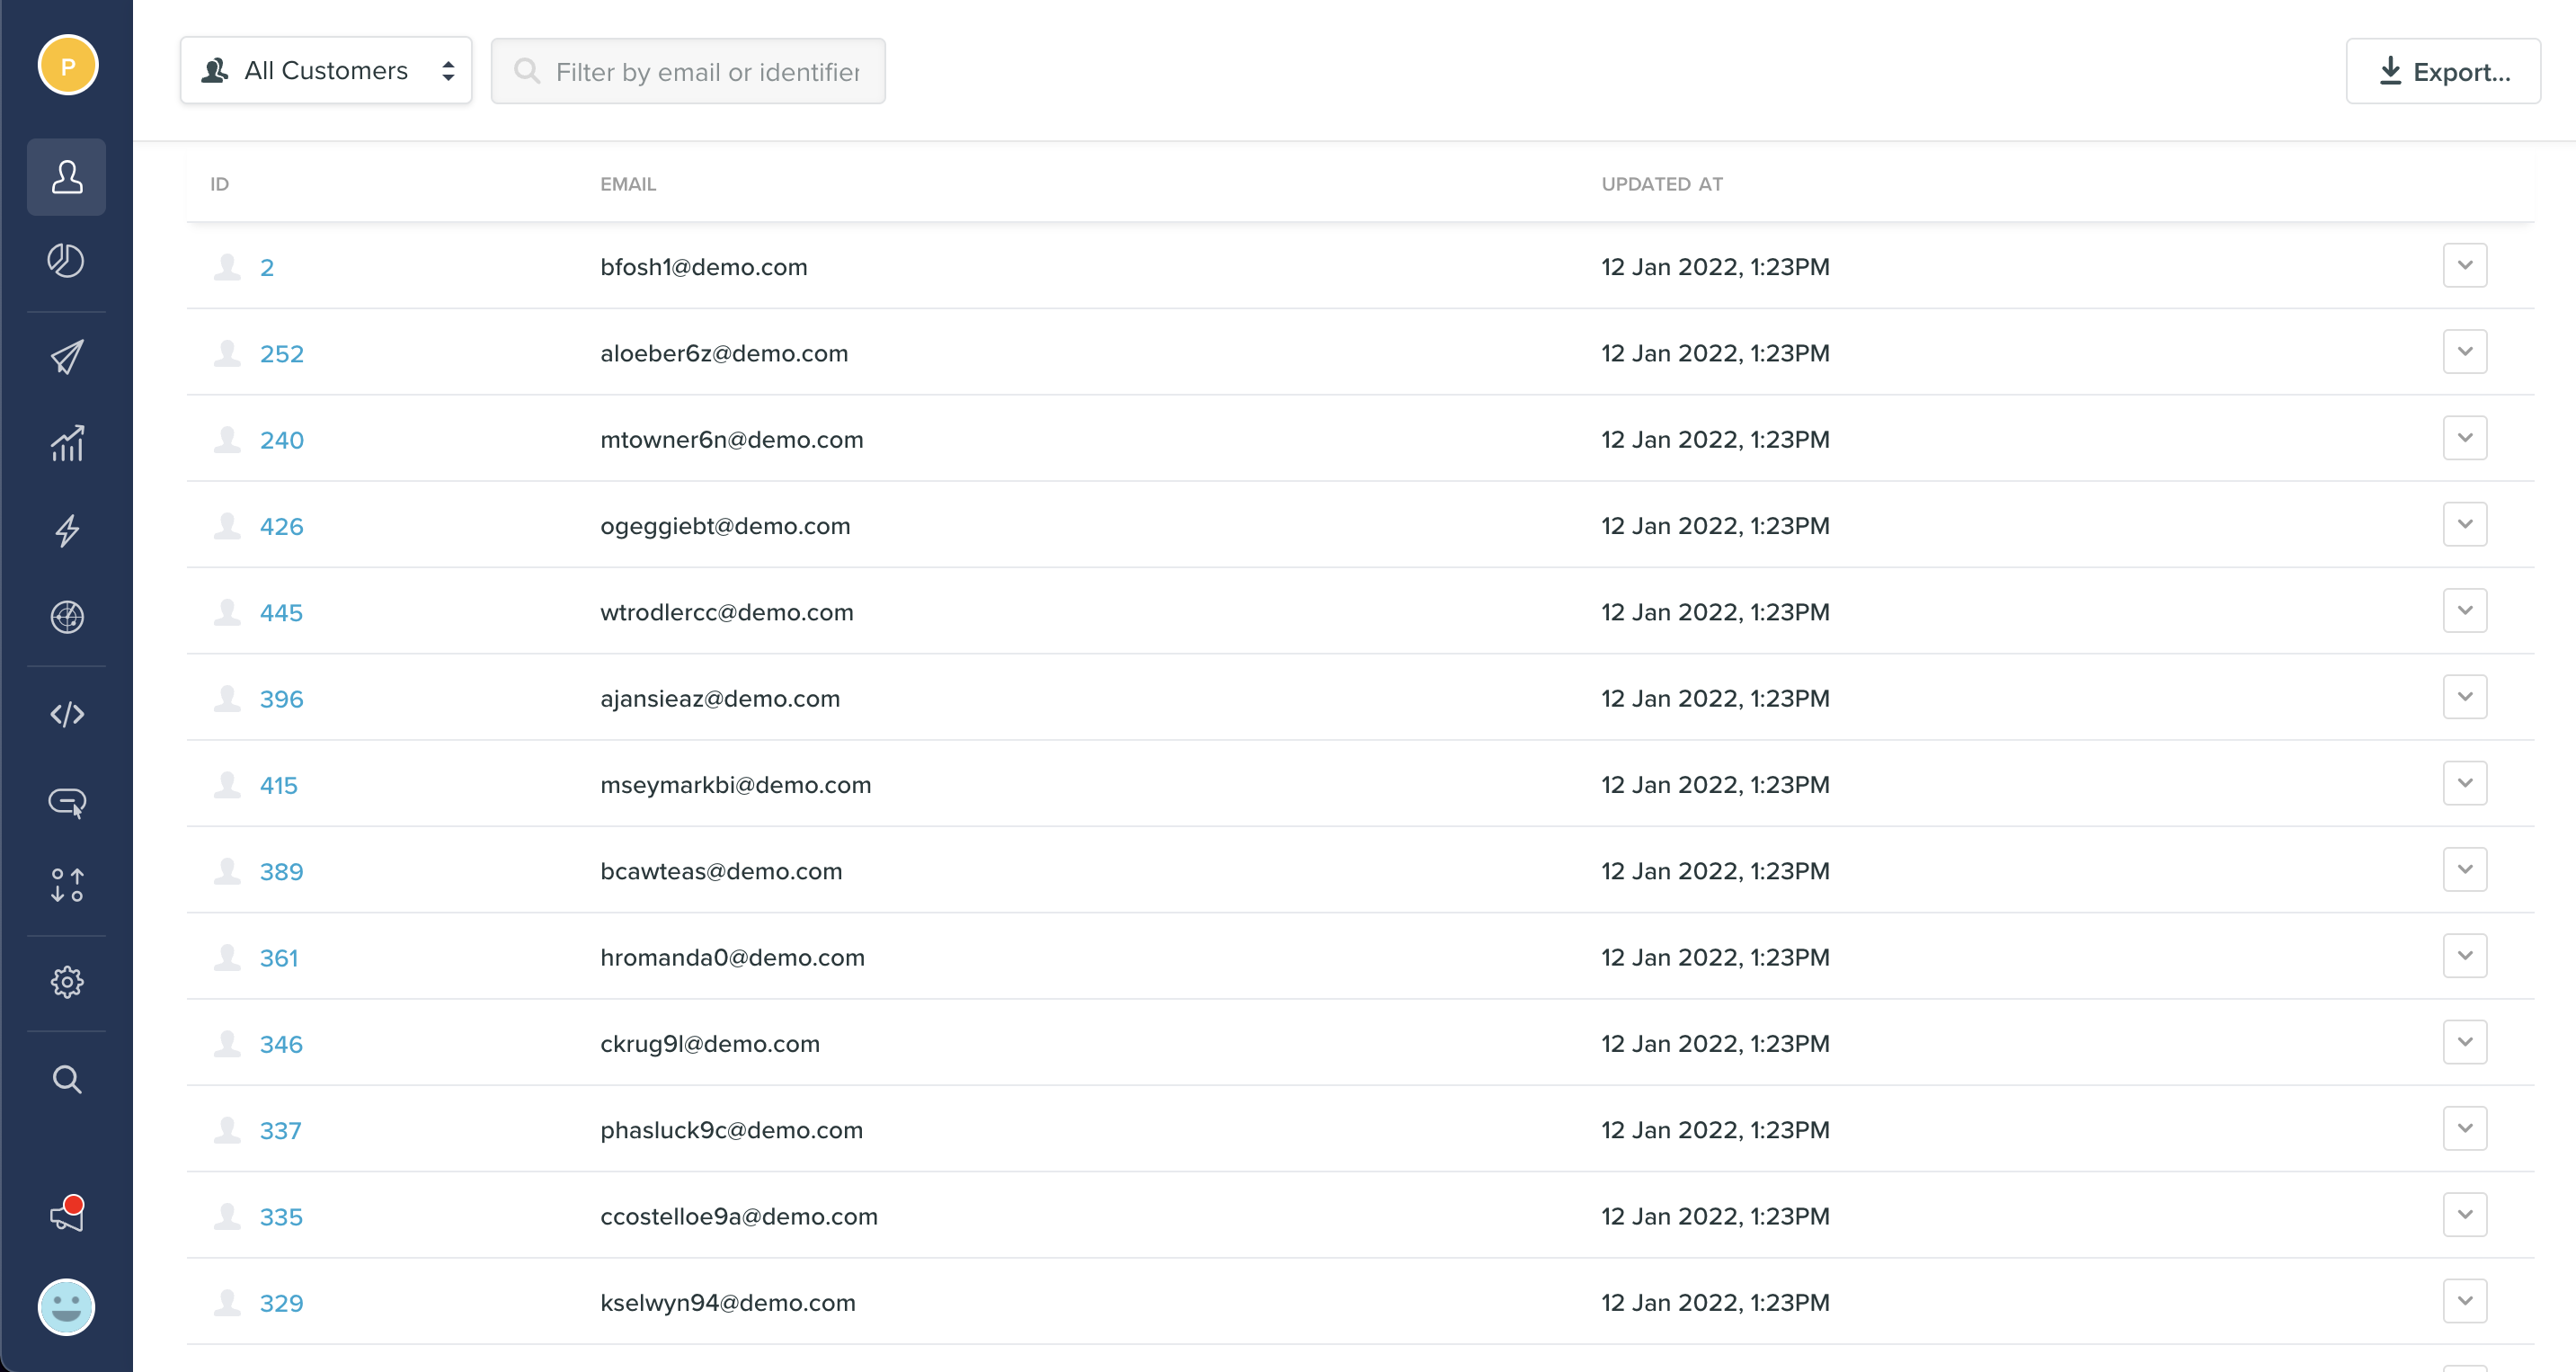 P
All Customers
Filter by email or identifier
Export...
ID EMAIL UPDATED AT
2 bfosh1@demo.com 12 Jan 2022, 1:23PM
252 aloeber6z@demo.com 12 Jan 2022, 1:23PM
240 mtowner6n@demo.com 12 Jan 2022, 1:23PM
426 ogeggiebt@demo.com 12 Jan 2022, 1:23PM
445 wtrodlercc@demo.com 12 Jan 2022, 1:23PM
396 ajansieaz@demo.com 12 Jan 2022, 1:23PM
415 mseymarkbi@demo.com 12 Jan 2022, 1:23PM
389 bcawteas@demo.com 12 Jan 2022, 1:23PM
361 hromanda0@demo.com 12 Jan 2022, 1:23PM
346 ckrug9l@demo.com 12 Jan 2022, 1:23PM
337 phasluck9c@demo.com 12 Jan 2022, 1:23PM
335 ccostelloe9a@demo.com 12 Jan 2022, 1:23PM
329 kselwyn94@demo.com 12 Jan 2022, 1:23PM